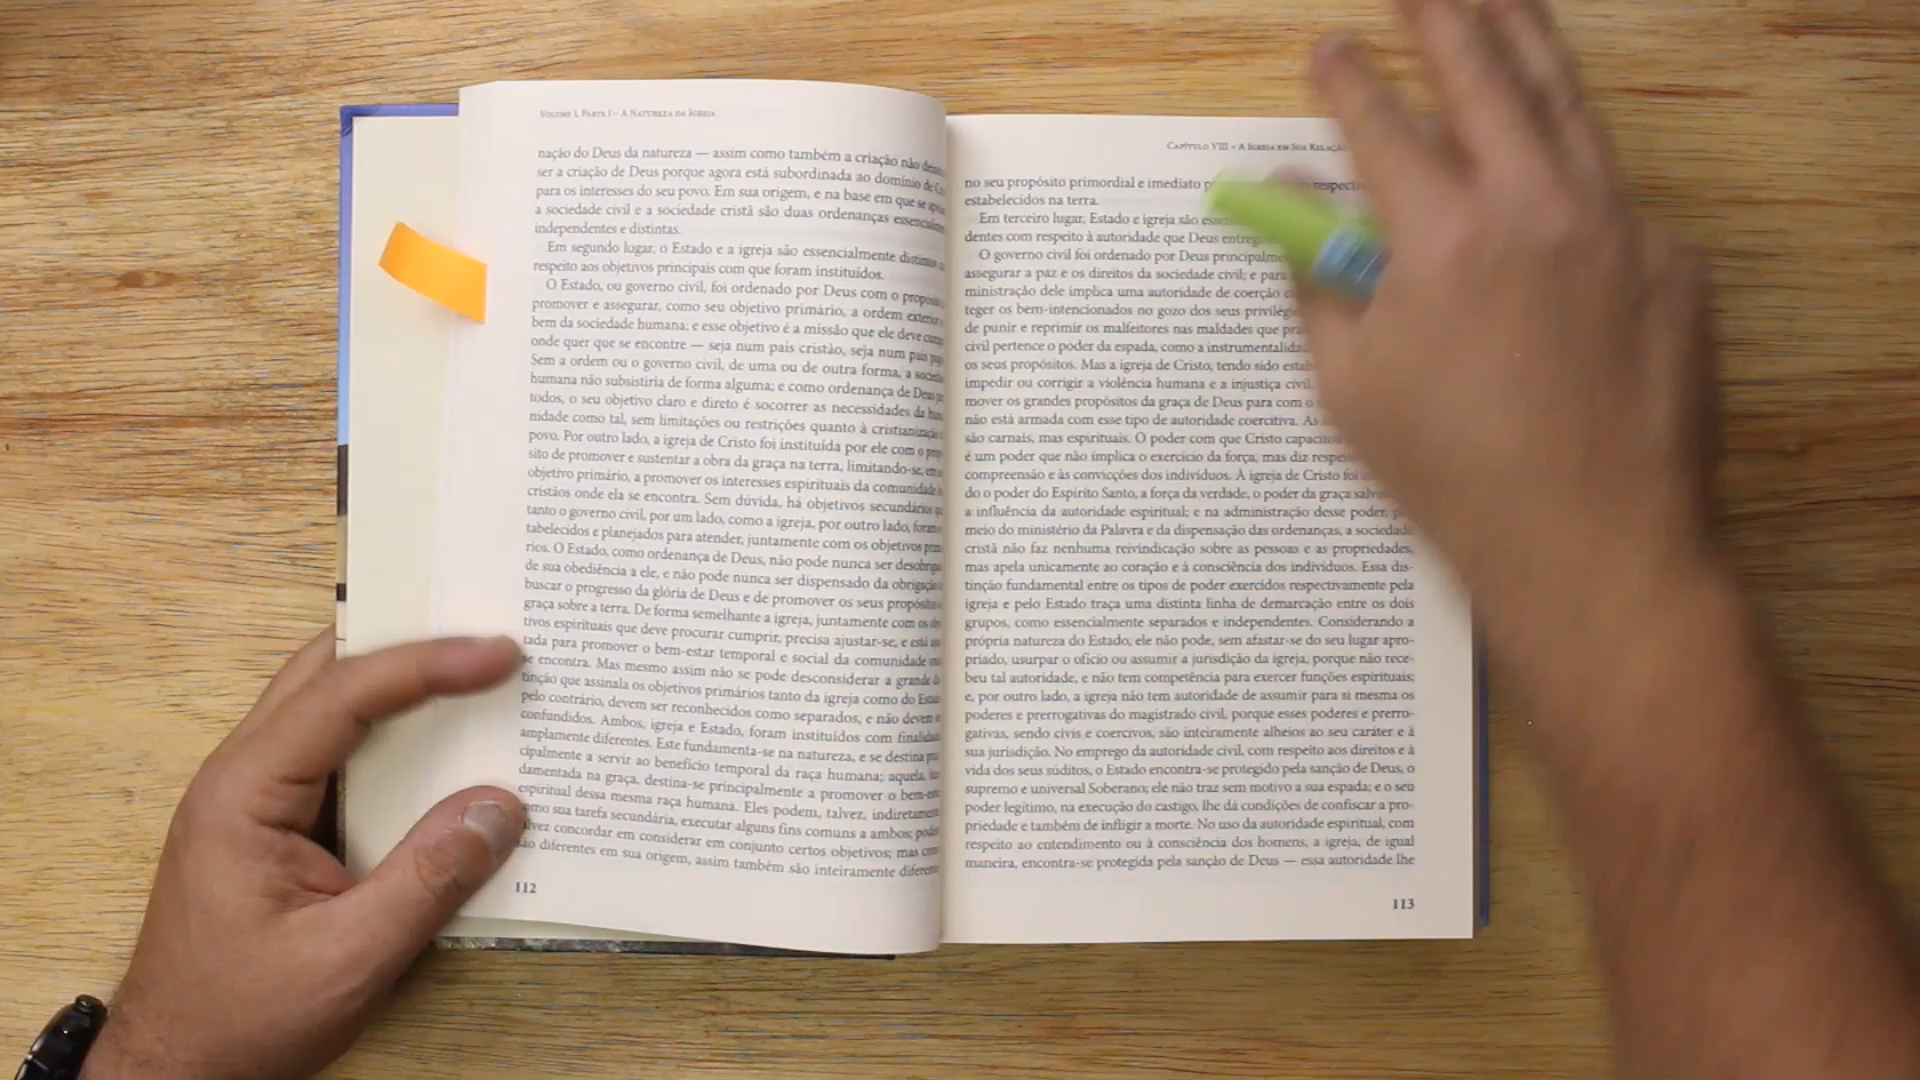 Volume I, Parte I – A Natureza da Igreja
nação do Deus da natureza — assim como também a criação não
ser a criação de Deus porque agora está subordinada ao domínio de
para os interesses do seu povo. Em sua origem, e na base em que se
a sociedade civil e a sociedade cristã são duas ordenanças essencialmente
independentes e distintas.
Em segundo lugar, o Estado e a igreja são essencialmente distintos
respeito aos objetivos principais com que foram instituídos.
O Estado, ou governo civil, foi ordenado por Deus com o propósito
promover e assegurar, como seu objetivo primário, a ordem exterior
bem da sociedade humana; e esse objetivo é a missão que ele deve
onde quer que se encontre — seja num país cristão, seja num país
Sem a ordem ou o governo civil, de uma ou de outra forma, a
humana não subsistiria de forma alguma; e como ordenança de Deus
todos, o seu objetivo claro e direto é socorrer as necessidades da
nidade como tal, sem limitações ou restrições quanto à cristianização
povo. Por outro lado, a igreja de Cristo foi instituída por ele com o
sito de promover e sustentar a obra da graça na terra, limitando-se,
objetivo primário, a promover os interesses espirituais da comunidade
cristãos onde ela se encontra. Sem dúvida, há objetivos secundários
tanto o governo civil, por um lado, como a igreja, por outro lado,
tabelecidos e planejados para atender, juntamente com os objetivos
rios. O Estado, como ordenança de Deus, não pode nunca ser
de sua obediência a ele, e não pode nunca ser dispensado da obrigação
buscar o progresso da glória de Deus e de promover os seus propósitos
graça sobre a terra. De forma semelhante a igreja, juntamente com os
tivos espirituais que deve procurar cumprir, precisa ajustar-se, e está
tada para promover o bem-estar temporal e social da comunidade
se encontra. Mas mesmo assim não se pode desconsiderar a grande
tinção que assinala os objetivos primários tanto da igreja como do Estado
pelo contrário, devem ser reconhecidos como separados, e não devem
confundidos. Ambos, igreja e Estado, foram instituídos com finalidades
amplamente diferentes. Este fundamenta-se na natureza, e se destina
cipalmente a servir ao benefício temporal da raça humana; aquela,
damentada na graça, destina-se principalmente a promover o
espiritual dessa mesma raça humana. Eles podem, talvez, indiretamente
como sua tarefa secundária, executar alguns fins comuns a ambos;
talvez concordar em considerar em conjunto certos objetivos; mas
são diferentes em sua origem, assim também são inteiramente
112
Capítulo VIII – A Igreja em Sua
no seu propósito primordial e imediato
estabelecidos na terra.
Em terceiro lugar, Estado e igreja são
dentes com respeito à autoridade que Deus
O governo civil foi ordenado por Deus
assegurar a paz e os direitos da sociedade civil; e para
ministração dele implica uma autoridade de coerção
teger os bem-intencionados no gozo dos seus
de punir e reprimir os malfeitores nas maldades que
civil pertence o poder da espada, como a
os seus propósitos. Mas a igreja de Cristo, tendo sido
impedir ou corrigir a violência humana e a injustiça civil,
mover os grandes propósitos da graça de Deus para com o
não está armada com esse tipo de autoridade coercitiva. As
são carnais, mas espirituais. O poder com que Cristo
é um poder que não implica o exercício da força, mas diz
compreensão e às convicções dos indivíduos. À igreja de Cristo foi
do o poder do Espírito Santo, a força da verdade, o poder da graça
a influência da autoridade espiritual; e na administração desse poder,
meio do ministério da Palavra e da dispensação das ordenanças, a sociedade
cristã não faz nenhuma reivindicação sobre as pessoas e as propriedades,
mas apela unicamente ao coração e à consciência dos indivíduos. Essa dis-
tinção fundamental entre os tipos de poder exercidos respectivamente pela
igreja e pelo Estado traça uma distinta linha de demarcação entre os dois
grupos, como essencialmente separados e independentes. Considerando a
própria natureza do Estado, ele não pode, sem afastar-se do seu lugar apro-
priado, usurpar o ofício ou assumir a jurisdição da igreja, porque não rece-
beu tal autoridade, e não tem competência para exercer funções espirituais;
e, por outro lado, a igreja não tem autoridade de assumir para si mesma os
poderes e prerrogativas do magistrado civil, porque esses poderes e prerro-
gativas, sendo civis e coercivos, são inteiramente alheios ao seu caráter e à
sua jurisdição. No emprego da autoridade civil, com respeito aos direitos e à
vida dos seus súditos, o Estado encontra-se protegido pela sanção de Deus, o
supremo e universal Soberano; ele não traz sem motivo a sua espada; e o seu
poder legítimo, na execução do castigo, lhe dá condições de confiscar a pro-
priedade e também de infligir a morte. No uso da autoridade espiritual, com
respeito ao entendimento ou à consciência dos homens, a igreja, de igual
maneira, encontra-se protegida pela sanção de Deus — essa autoridade lhe
113